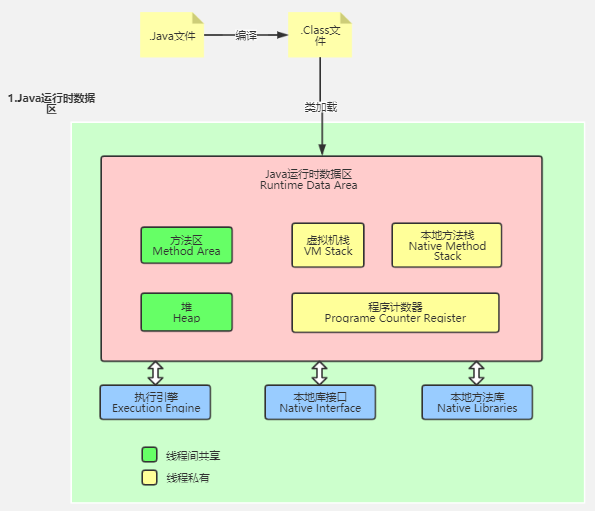 .Java文件
编译
.Class文
件
1.Java运行时数据
区
类加载
Java运行时数据区
Runtime Data Area
方法区
Method Area
虚拟机栈
VM Stack
本地方法栈
Native Method
Stack
堆
Heap
程序计数器
Programe Counter Register
执行引擎
Execution Engine
本地库接口
Native Interface
本地方法库
Native Libraries
线程间共享
线程私有